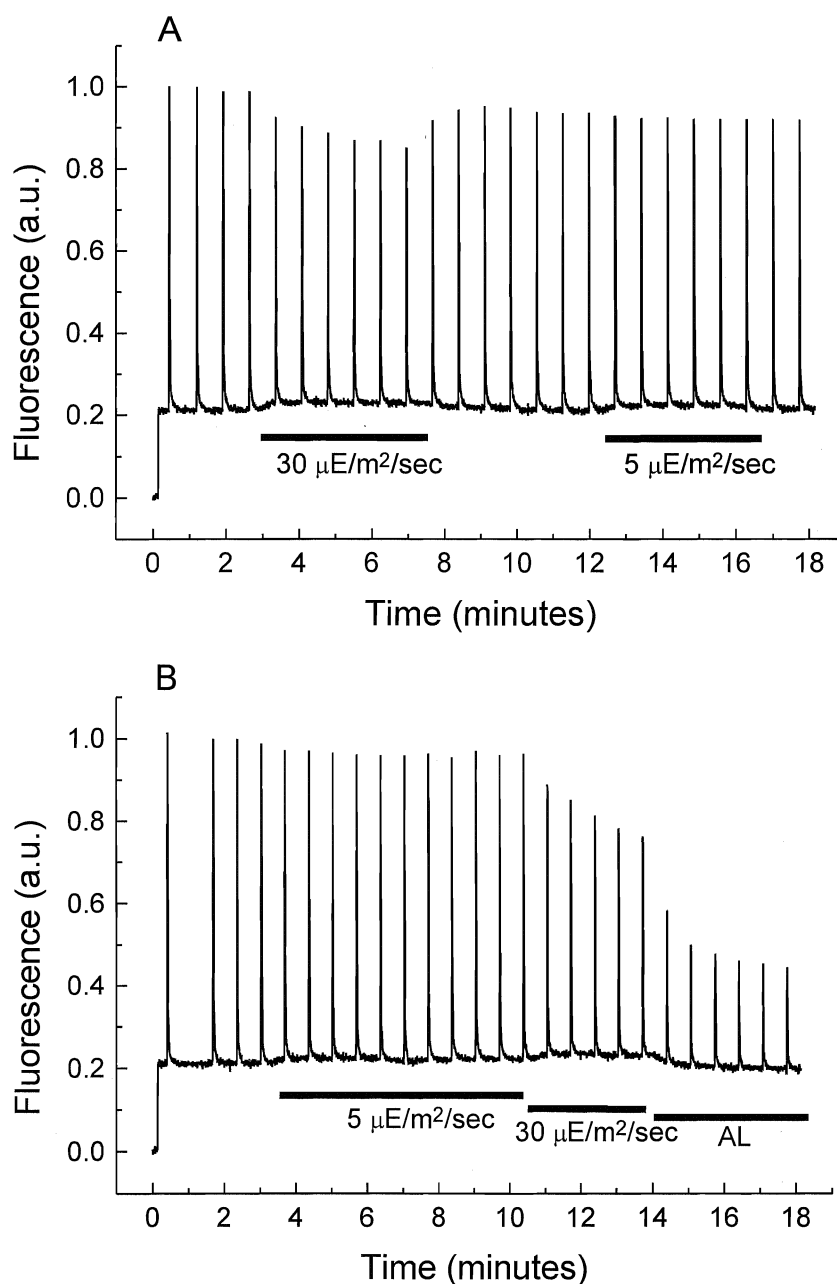 A
Fluorescence (a.u.)
1.0
0.8
0.6
0.4
0.2
0.0
30 µE/m²/sec
5 µE/m²/sec
0 2 4 6 8 10 12 14 16 18
Time (minutes)
B
Fluorescence (a.u.)
1.0
0.8
0.6
0.4
0.2
0.0
5 µE/m²/sec
30 µE/m²/sec
AL
0 2 4 6 8 10 12 14 16 18
Time (minutes)